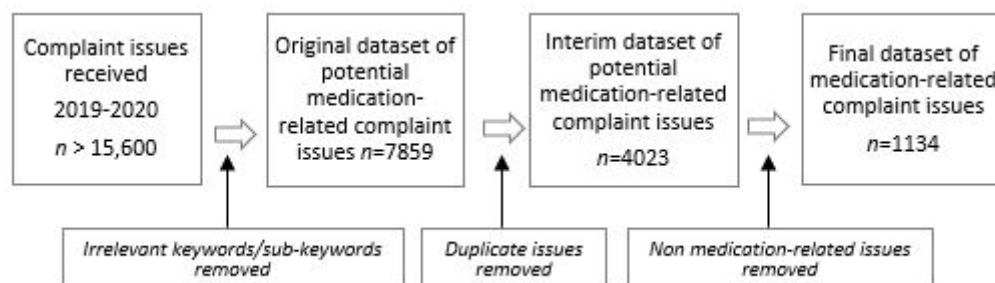 Complaint issues
received
2019-2020
n > 15,600
Original dataset of
potential
medication-
related complaint
issues n=7859
Interim dataset of
potential
medication-related
complaint issues
n=4023
Final dataset of
medication-related
complaint issues
n=1134
Irrelevant keywords/sub-keywords
removed
Duplicate issues
removed
Non medication-related issues
removed